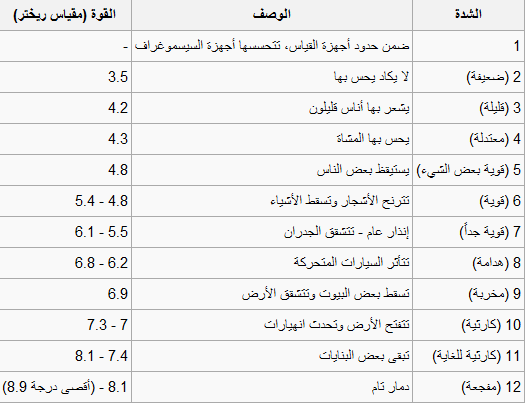 الشدة الوصف القوة (مقياس ريختر)
1 ضمن حدود أجهزة القياس، تتحسسها أجهزة السيسموغراف -
2 (ضعيفة) لا يكاد يحس بها 3.5
3 (قليلة) يشعر بها أناس قليلون 4.2
4 (معتدلة) يحس بها المشاة 4.3
5 (قوية بعض الشيء) يستيقظ بعض الناس 4.8
6 (قوية) تترنح الأشجار وتسقط الأشياء 4.8 - 5.4
7 (قوية جداً) إنذار عام - تتشقق الجدران 5.5 - 6.1
8 (هدامة) تتأثر السيارات المتحركة 6.2 - 6.8
9 (مخربة) تسقط بعض البيوت وتتشقق الأرض 6.9
10 (كارثية) تتفتح الأرض وتحدث انهيارات 7 - 7.3
11 (كارثية للغاية) تبقى بعض البنايات 7.4 - 8.1
12 (مفجعة) دمار تام 8.1 - (أقصى درجة 8.9)